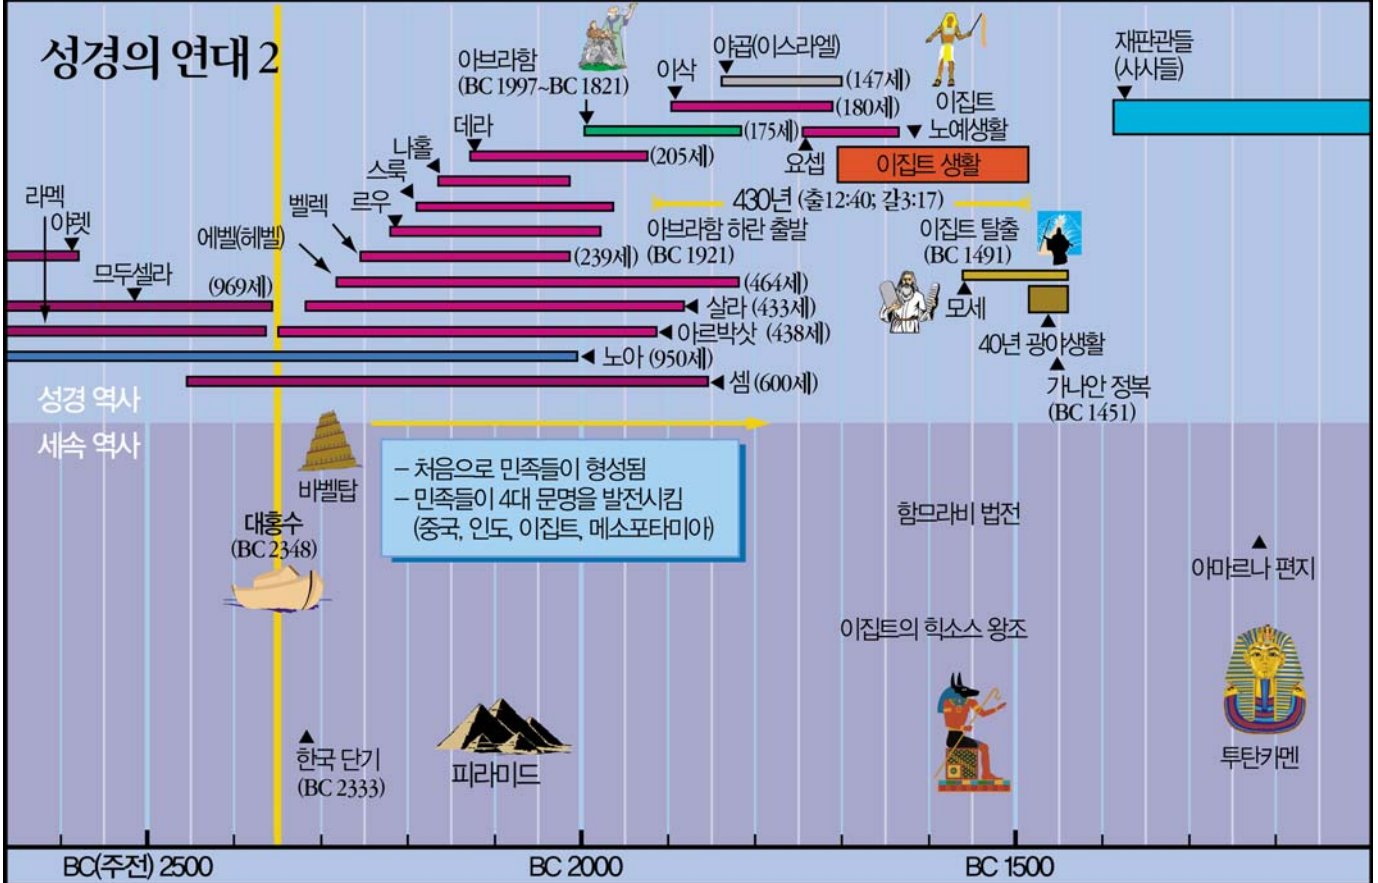 성경의 연대 2
아브라함
(BC 1997~BC 1821)
야곱(이스라엘)
(147세)
이삭
(180세)
이집트
노예생활
재판관들
(사사들)
데라
(175세)
요셉
이집트 생활
나홀
(205세)
스룩
430년 (출12:40; 갈3:17)
라멕
야렛
벨렉
르우
아브라함 하란 출발
(BC 1921)
이집트 탈출
(BC 1491)
에벨(헤벨)
(239세)
므두셀라
(969세)
(464세)
살라 (433세)
모세
아르박삿 (438세)
40년 광야생활
노아 (950세)
셈 (600세)
가나안 정복
(BC 1451)
성경 역사
세속 역사
바벨탑
– 처음으로 민족들이 형성됨
– 민족들이 4대 문명을 발전시킴
(중국, 인도, 이집트, 메소포타미아)
대홍수
(BC 2348)
함므라비 법전
아마르나 편지
이집트의 힉소스 왕조
한국 단기
(BC 2333)
피라미드
투탄카멘
BC(주전) 2500
BC 2000
BC 1500